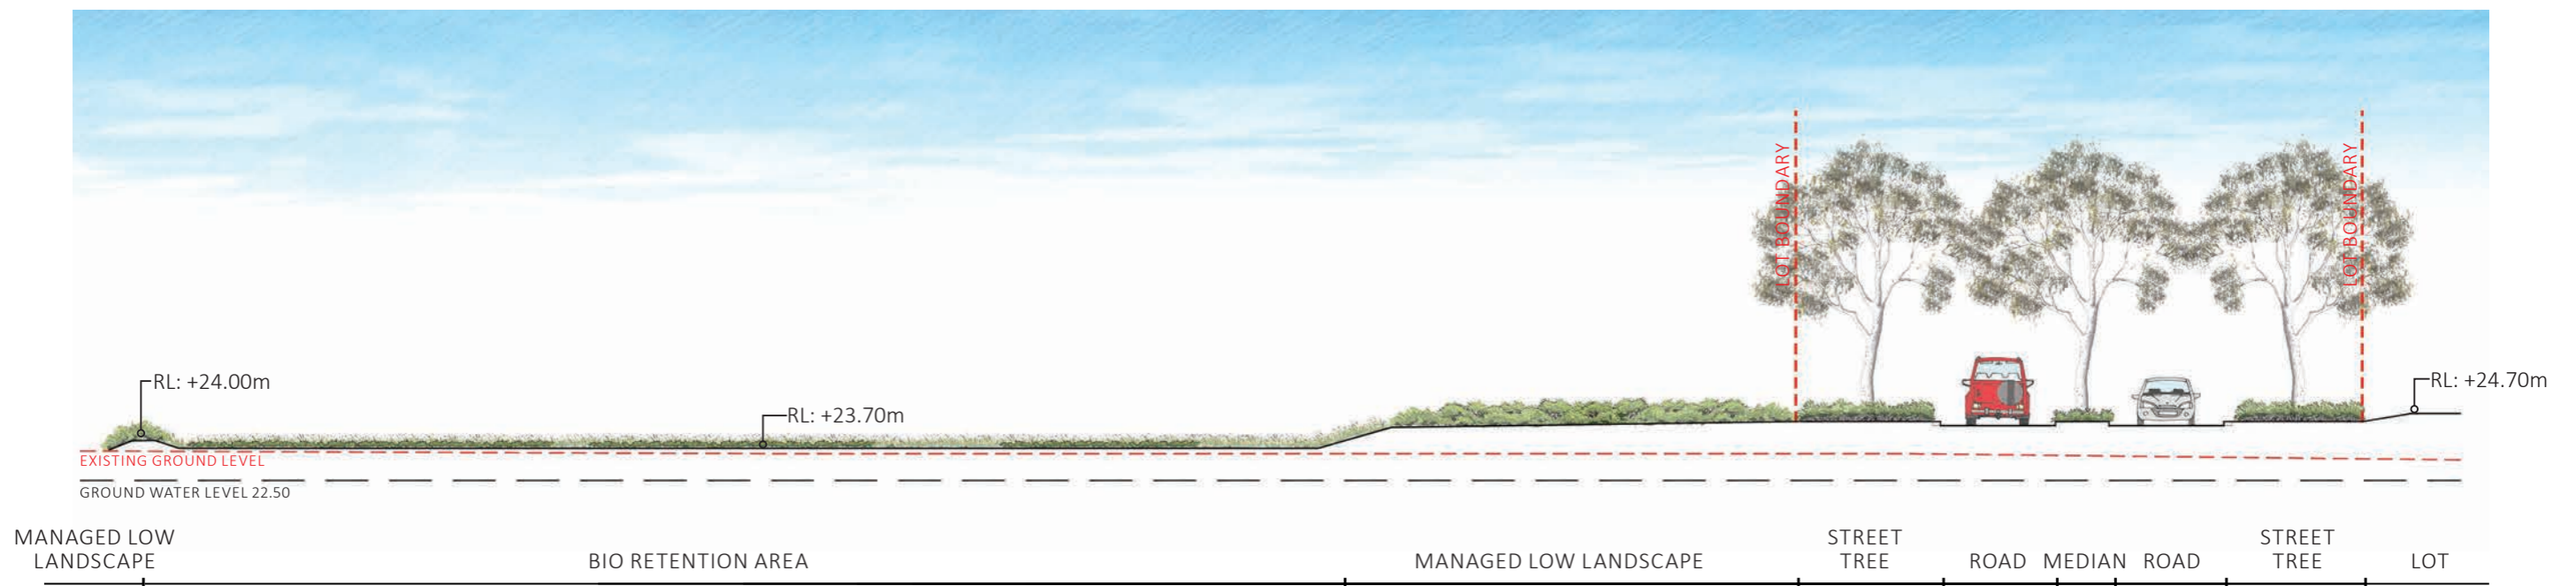 LOT BOUNDARY
LOT BOUNDARY
RL: +24.00m
RL: +23.70m
RL: +24.70m
EXISTING GROUND LEVEL
GROUND WATER LEVEL 22.50
MANAGED LOW
LANDSCAPE
BIO RETENTION AREA
MANAGED LOW LANDSCAPE
STREET
TREE
ROAD
MEDIAN
ROAD
STREET
TREE
LOT